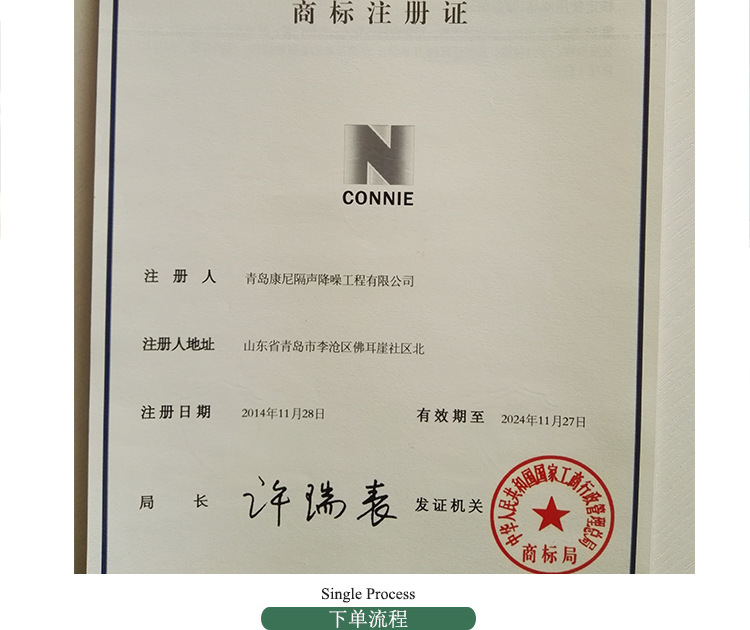 商标注册证
N
CONNIE
注 册 人 青岛康尼隔声降噪工程有限公司
注册人地址 山东省青岛市李沧区佛耳崖社区北
注册日期 2014年11月28日 有效期至 2024年11月27日
局 长 许瑞表 发证机关
中华人民共和国国家工商行政管理总局
商标局
Single Process
下单流程